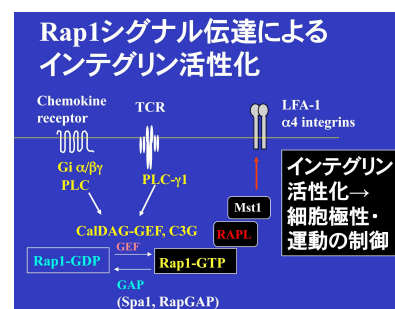 Rap1シグナル伝達による
インテグリン活性化
Chemokine
receptor
TCR
LFA-1
α4 integrins
Gi α/βγ
PLC
PLC-γ1
インテグリン
活性化→
細胞極性・
運動の制御
Mst1
RAPL
CalDAG-GEF, C3G
GEF
Rap1-GDP
Rap1-GTP
GAP
(Spa1, RapGAP)